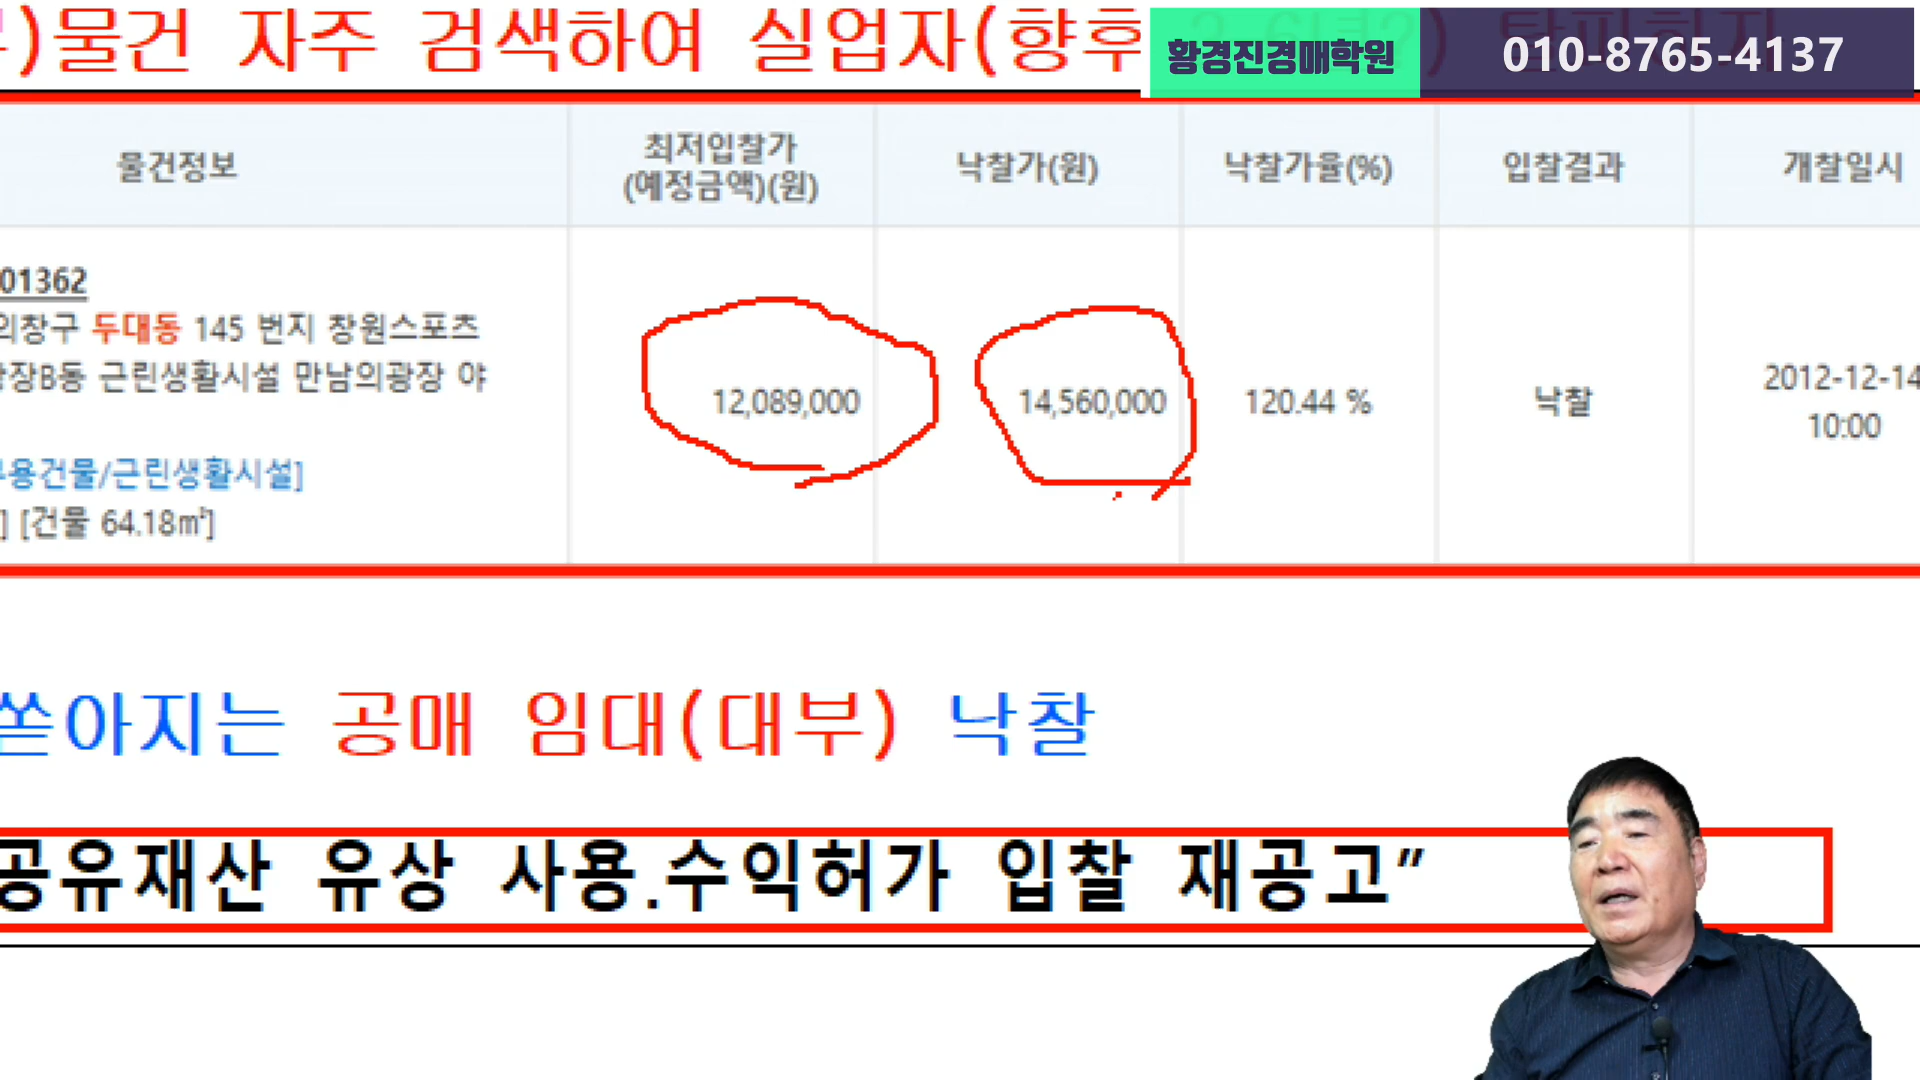 )물건 자주 검색하여 실업자(향후
황경진경매학원 010-8765-4137
물건정보 최저입찰가 (예정금액)(원) 낙찰가(원) 낙찰가율(%) 입찰결과 개찰일시
01362
의창구 두대동 145 번지 창원스포츠
장B동 근린생활시설 만남의광장 야
12,089,000 14,560,000 120.44 % 낙찰 2012-12-14 10:00
용건물/근린생활시설]
] [건물 64.18㎡]
쏟아지는 공매 임대(대부) 낙찰
공유재산 유상 사용.수익허가 입찰 재공고”